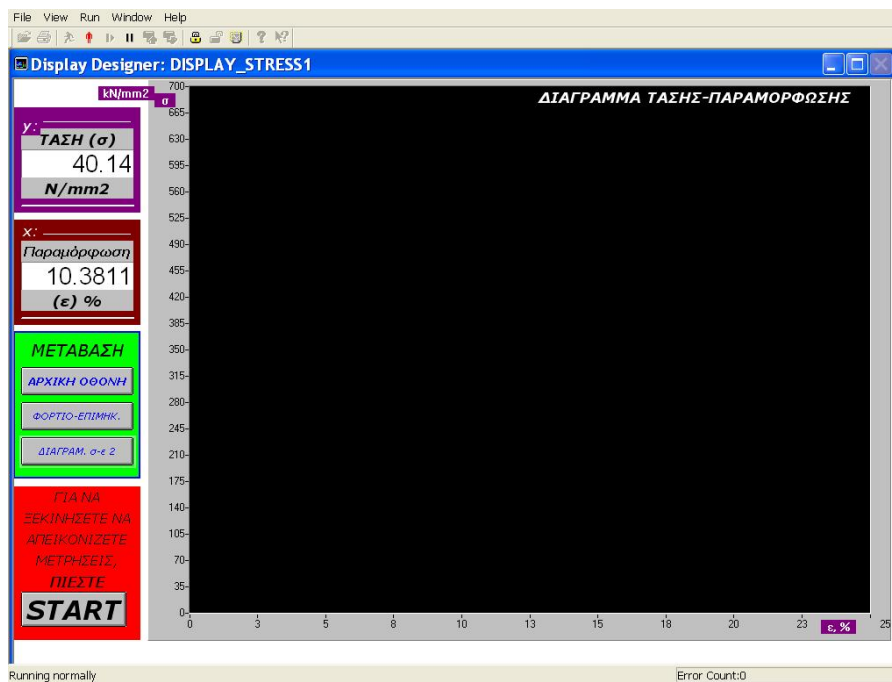 File View Run Window Help
Display Designer: DISPLAY_STRESS1
kN/mm2
σ
ΔΙΑΓΡΑΜΜΑ ΤΑΣΗΣ-ΠΑΡΑΜΟΡΦΩΣΗΣ
y:
ΤΑΣΗ (σ)
40.14
N/mm2
x:
Παραμόρφωση
10.3811
(ε) %
ΜΕΤΑΒΑΣΗ
ΑΡΧΙΚΗ ΟΘΟΝΗ
ΦΟΡΤΙΟ-ΕΠΙΜΗΚ.
ΔΙΑΓΡΑΜ. σ-ε 2
ΓΙΑ ΝΑ
ΞΕΚΙΝΗΣΕΤΕ ΝΑ
ΑΠΕΙΚΟΝΙΖΕΤΕ
ΜΕΤΡΗΣΕΙΣ,
ΠΙΕΣΤΕ
START
700
665
630
595
560
525
490
455
420
385
350
315
280
245
210
175
140
105
70
35
0
0 3 5 8 10 13 15 18 20 23 25
ε, %
Running normally
Error Count:0